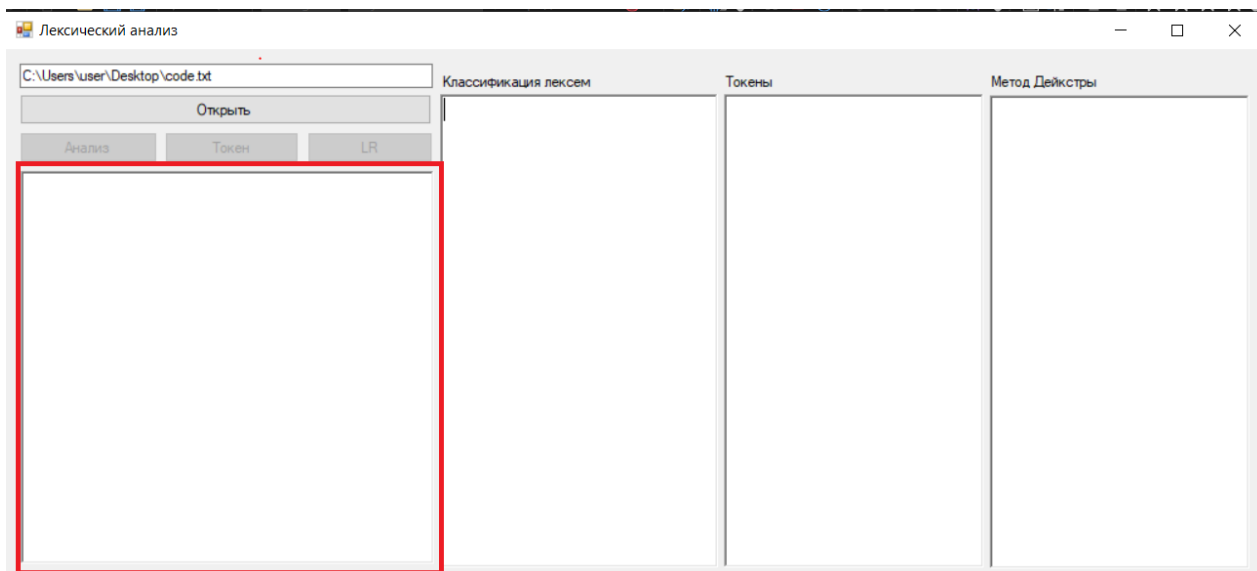 Лексический анализ
C:\Users\user\Desktop\code.txt
Открыть
Анализ Токен LR
Классификация лексем
Токены
Метод Дейкстры